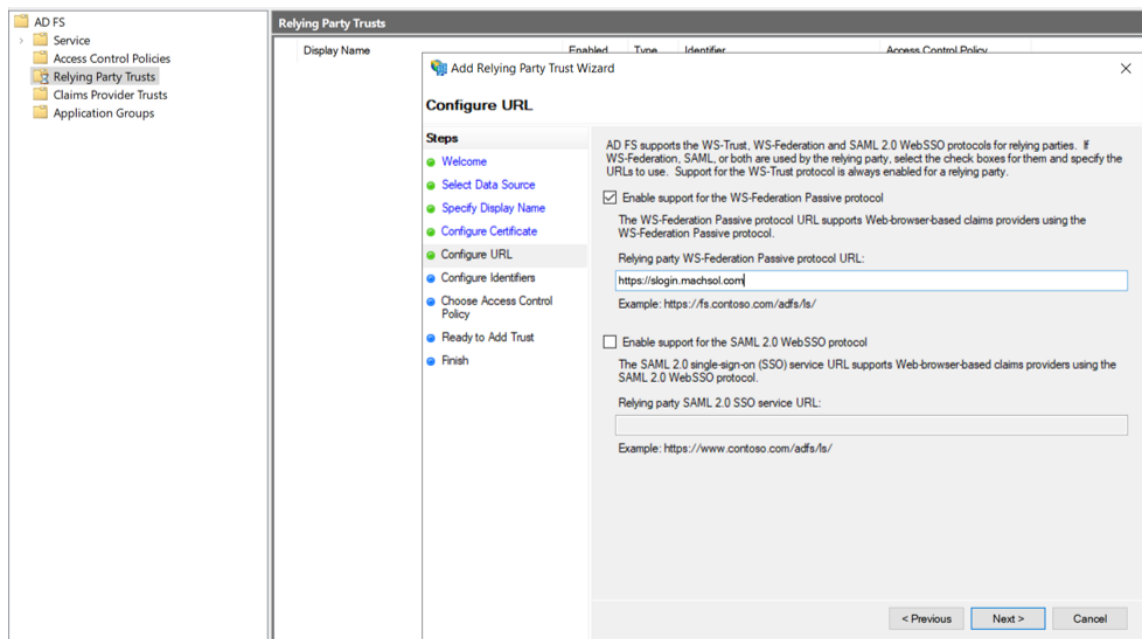 AD FS
Service
Access Control Policies
Relying Party Trusts
Claims Provider Trusts
Application Groups
Relying Party Trusts
Display Name Enabled Type Identifier Access Control Policy
Add Relying Party Trust Wizard
Configure URL
Steps
Welcome
Select Data Source
Specify Display Name
Configure Certificate
Configure URL
Configure Identifiers
Choose Access Control
Policy
Ready to Add Trust
Finish
AD FS supports the WS-Trust, WS-Federation and SAML 2.0 WebSSO protocols for relying parties. If
WS-Federation, SAML, or both are used by the relying party, select the check boxes for them and specify the
URLs to use. Support for the WS-Trust protocol is always enabled for a relying party.
Enable support for the WS-Federation Passive protocol
The WS-Federation Passive protocol URL supports Web-browser-based claims providers using the
WS-Federation Passive protocol.
Relying party WS-Federation Passive protocol URL:
https://slogin.machsol.com
Example: https://fs.contoso.com/adfs/ls/
Enable support for the SAML 2.0 WebSSO protocol
The SAML 2.0 single-sign-on (SSO) service URL supports Web-browser-based claims providers using the
SAML 2.0 WebSSO protocol.
Relying party SAML 2.0 SSO service URL:
Example: https://www.contoso.com/adfs/ls/
< Previous
Next >
Cancel